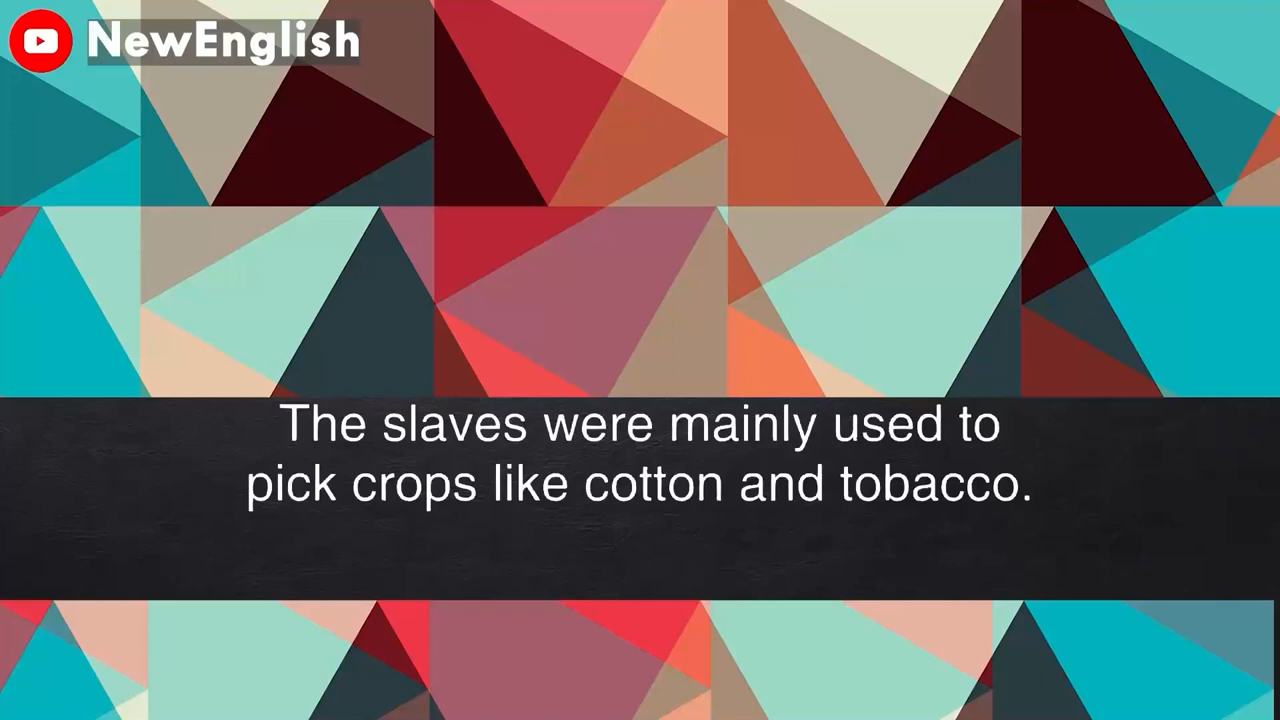 NewEnglish
The slaves were mainly used to
pick crops like cotton and tobacco.